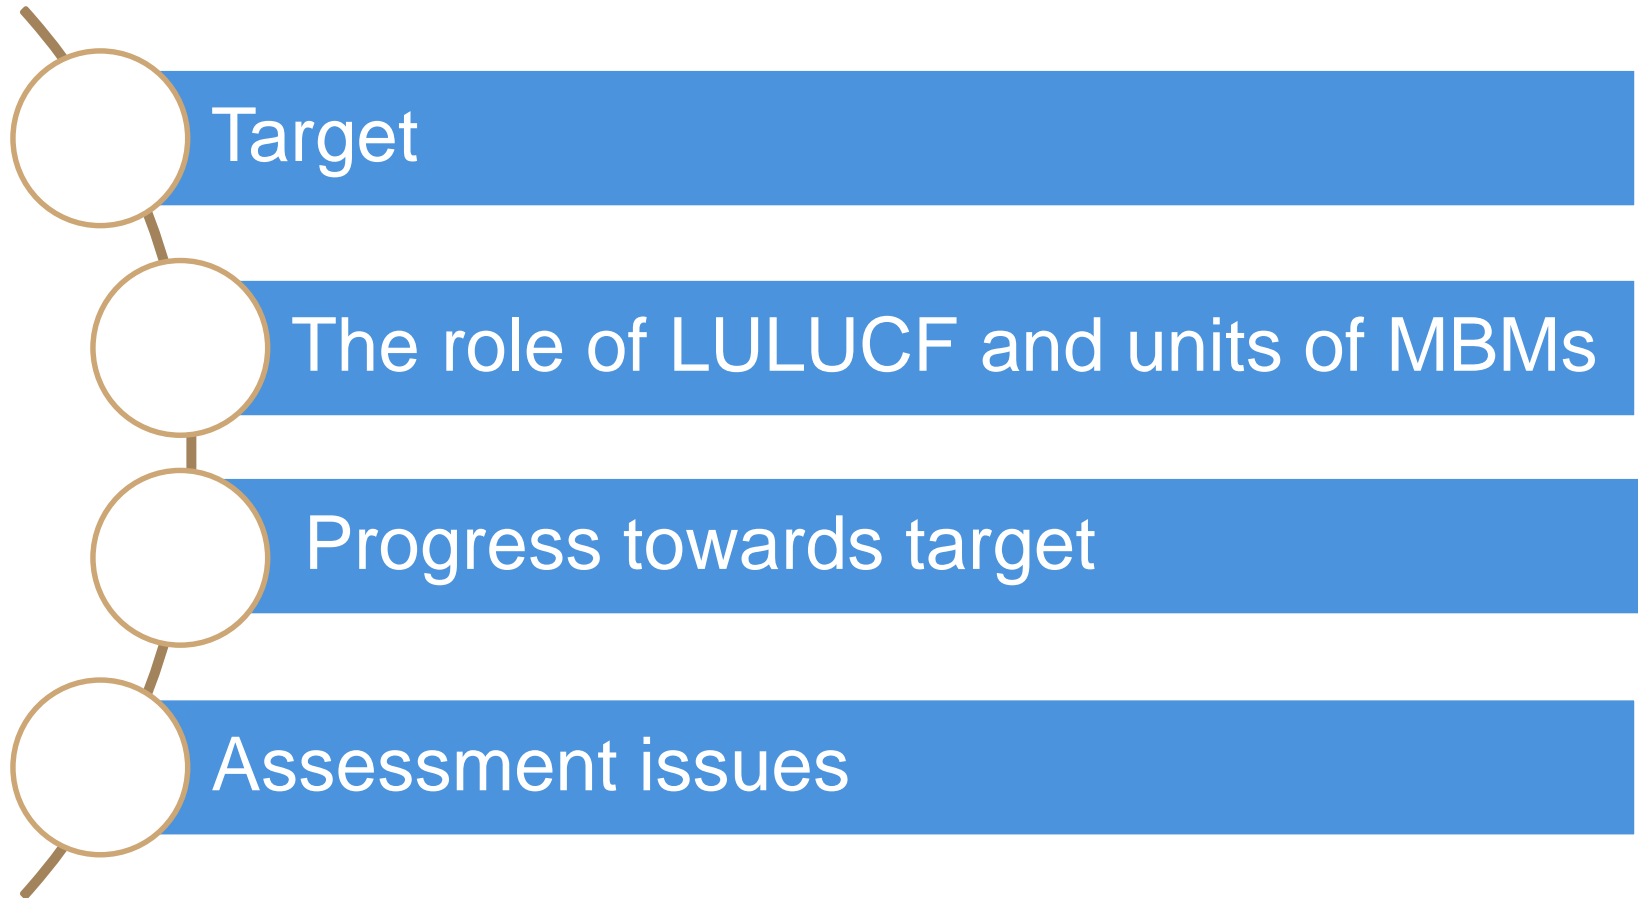 Target
The role of LULUCF and units of MBMs
Progress towards target
Assessment issues